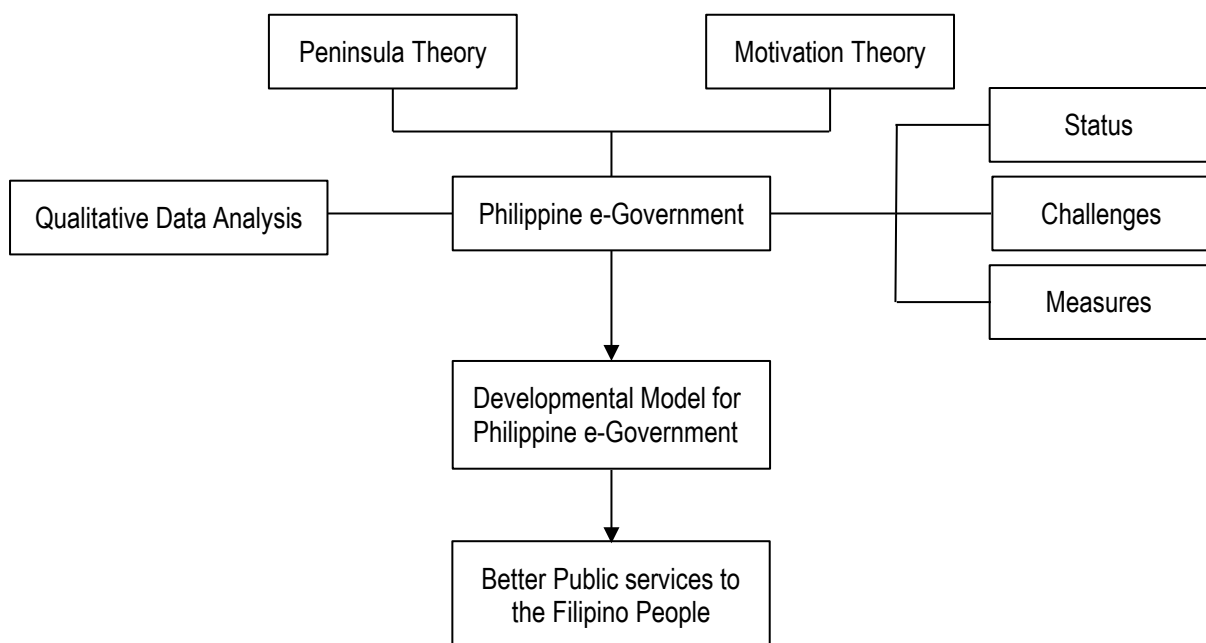 Peninsula Theory
Motivation Theory
Status
Qualitative Data Analysis
Philippine e-Government
Challenges
Measures
Developmental Model for
Philippine e-Government
Better Public services to
the Filipino People